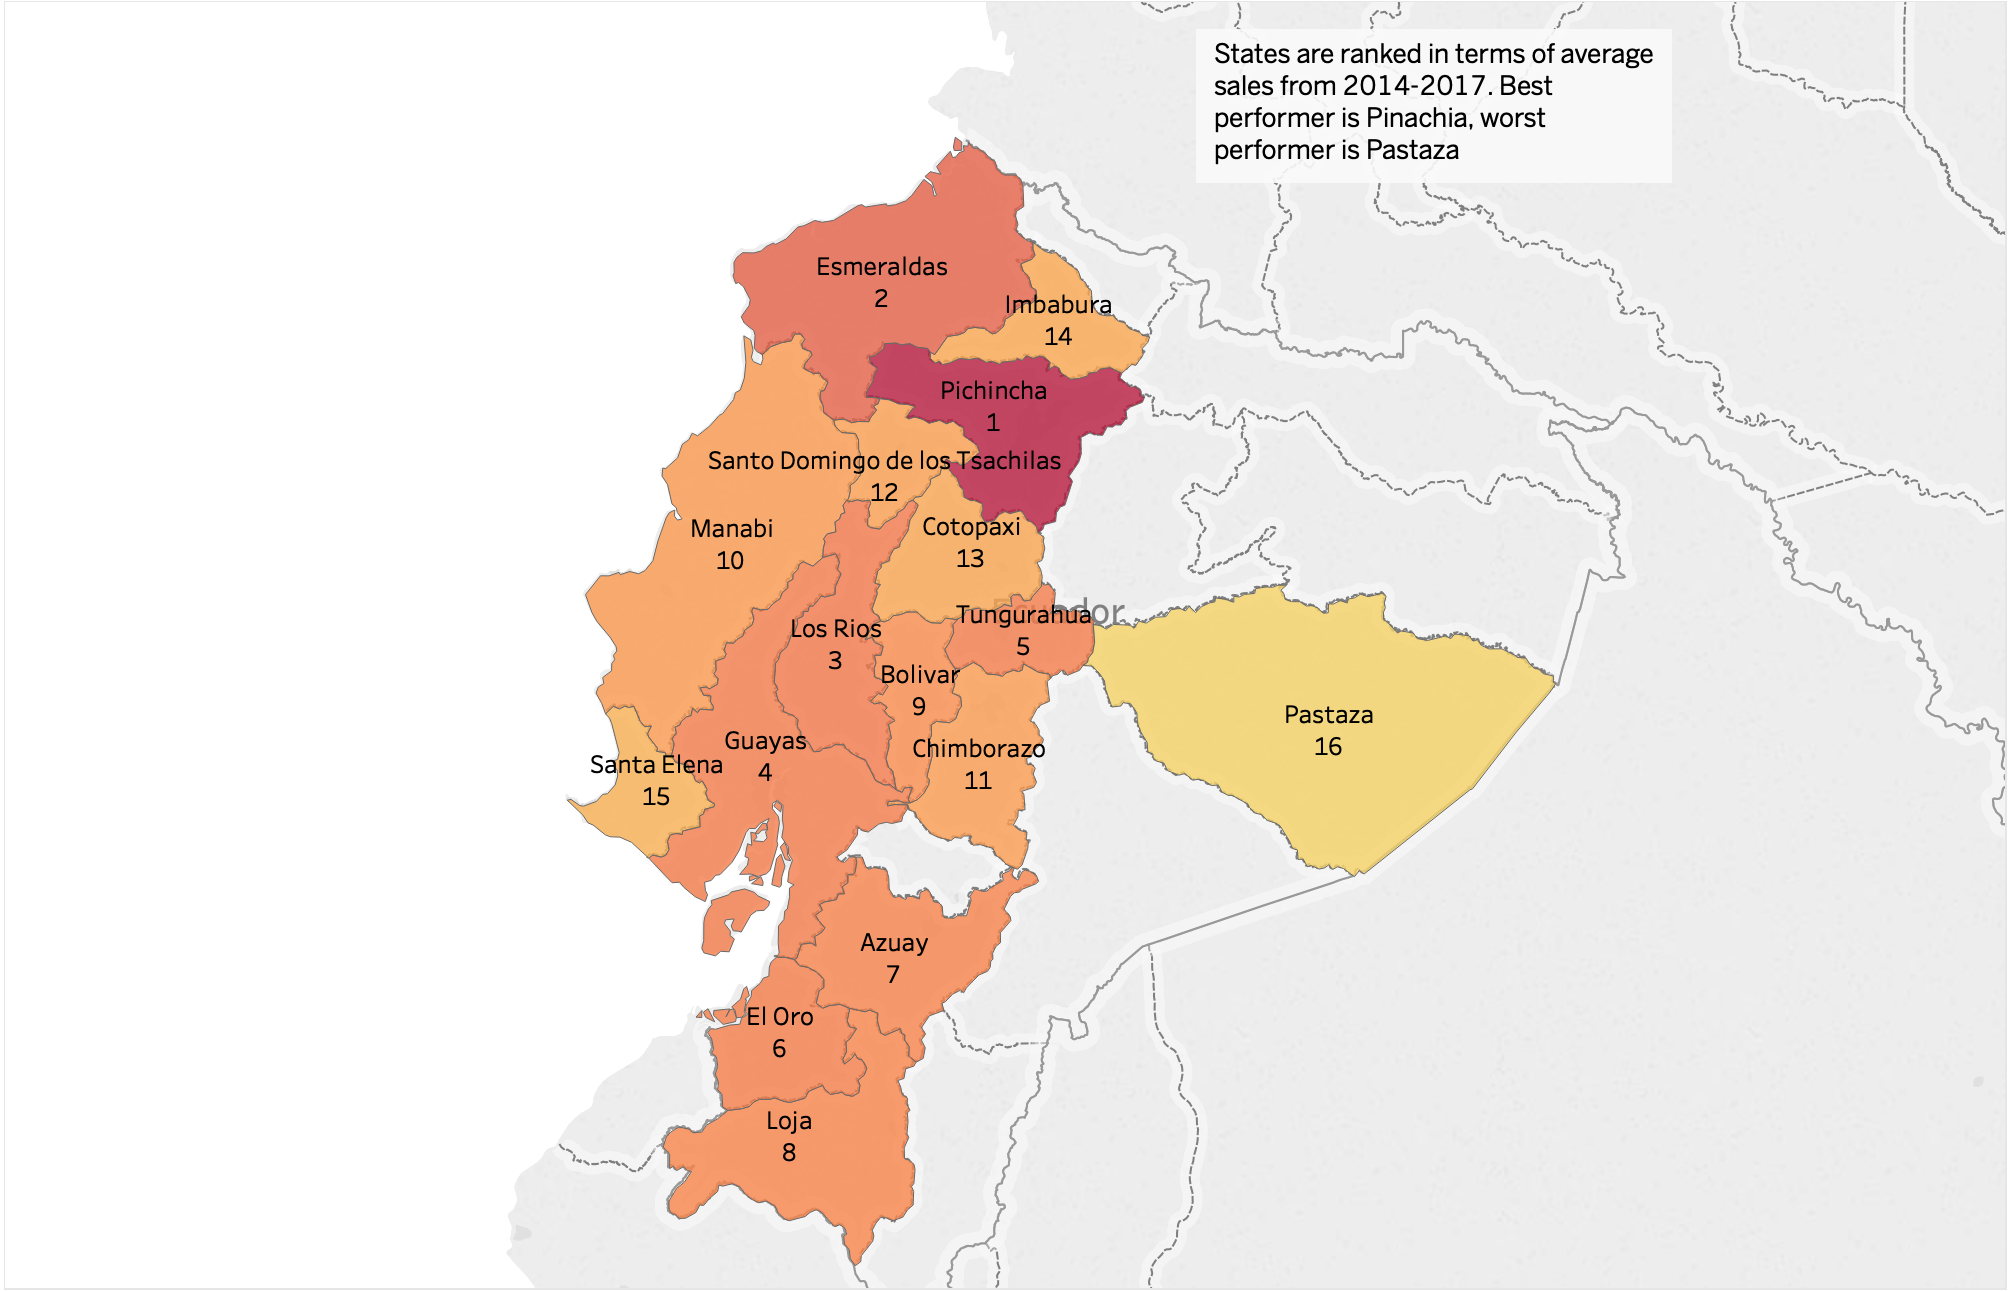 States are ranked in terms of average
sales from 2014-2017. Best
performer is Pinachia, worst
performer is Pastaza
Esmeraldas
2
Imbabura
14
Pichincha
1
Santo Domingo de los Tsachilas
12
Manabi
10
Cotopaxi
13
Ecuador
Tungurahua
5
Los Rios
3
Bolivar
9
Pastaza
16
Guayas
4
Chimborazo
11
Santa Elena
15
Azuay
7
El Oro
6
Loja
8